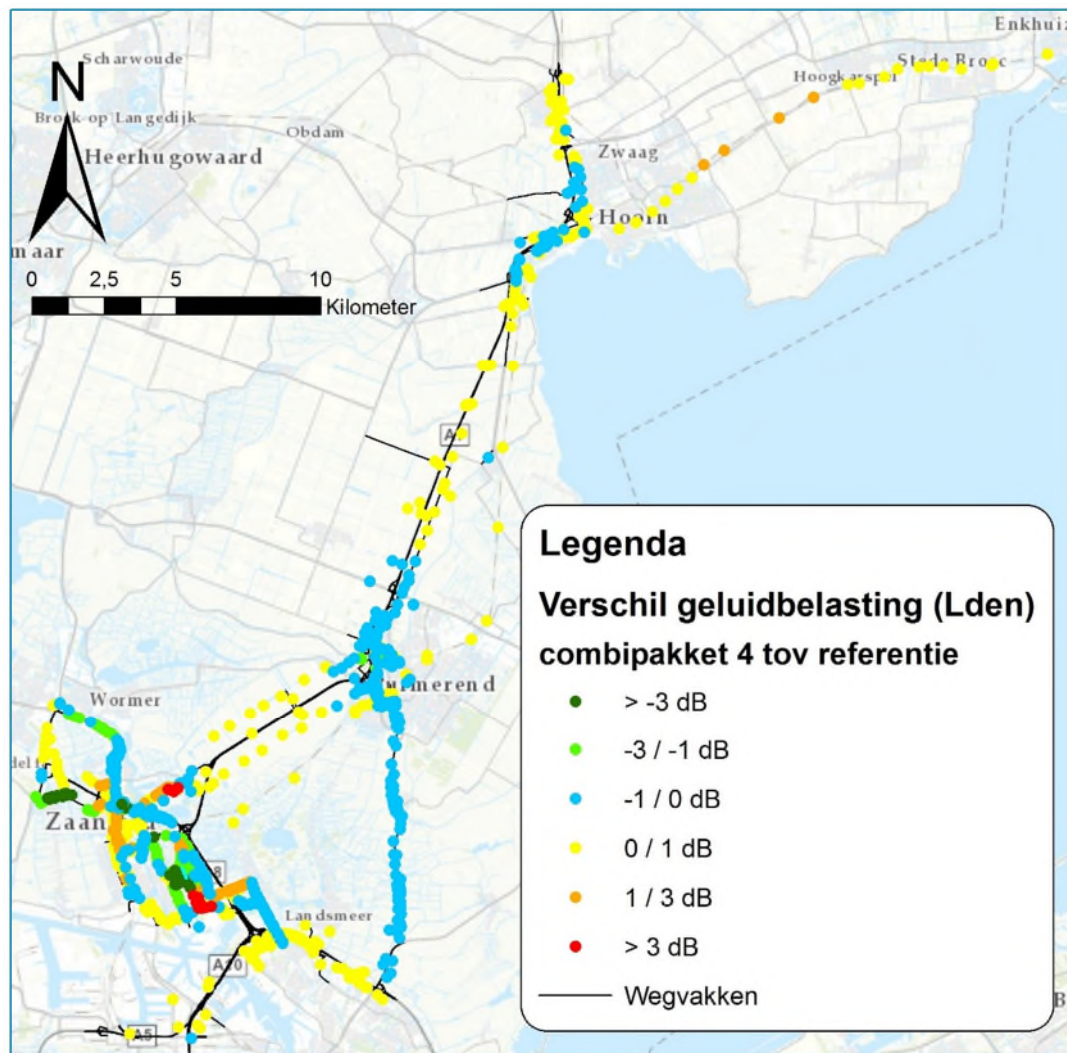 Enkhuiz
Scharwoude
Stede Broec
Hoogkarspel
N
Broek op Langedijk
Obdam
Zwaag
Heerhugowaard
Hoorn
maar
0 2,5 5 10
Kilometer
Legenda
Verschil geluidbelasting (Lden)
combipakket 4 tov referentie
> -3 dB
-3 / -1 dB
-1 / 0 dB
0 / 1 dB
1 / 3 dB
> 3 dB
Wegvakken
urmerend
Wormer
Zaan
8
Landsmeer
A10
A5
B